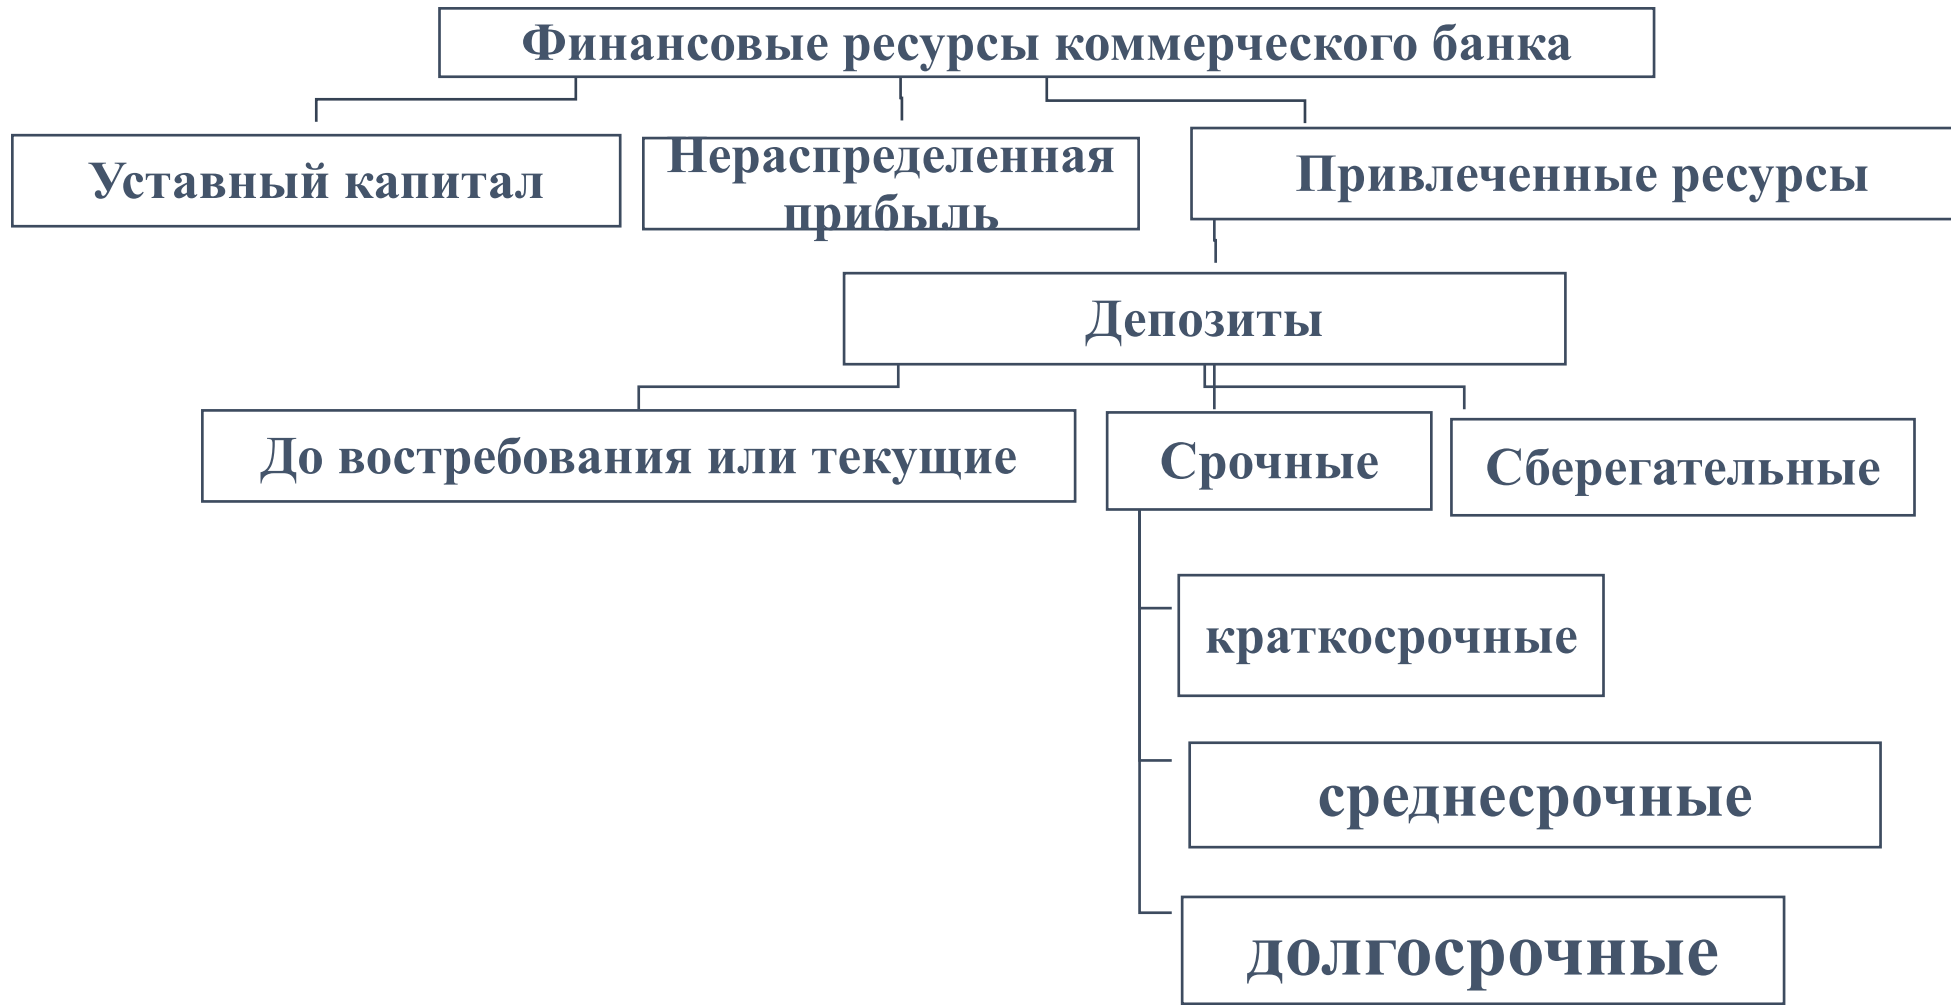 Финансовые ресурсы коммерческого банка
Уставный капитал
Нераспределенная
прибыль
Привлеченные ресурсы
Депозиты
До востребования или текущие
Срочные
Сберегательные
краткосрочные
среднесрочные
долгосрочные